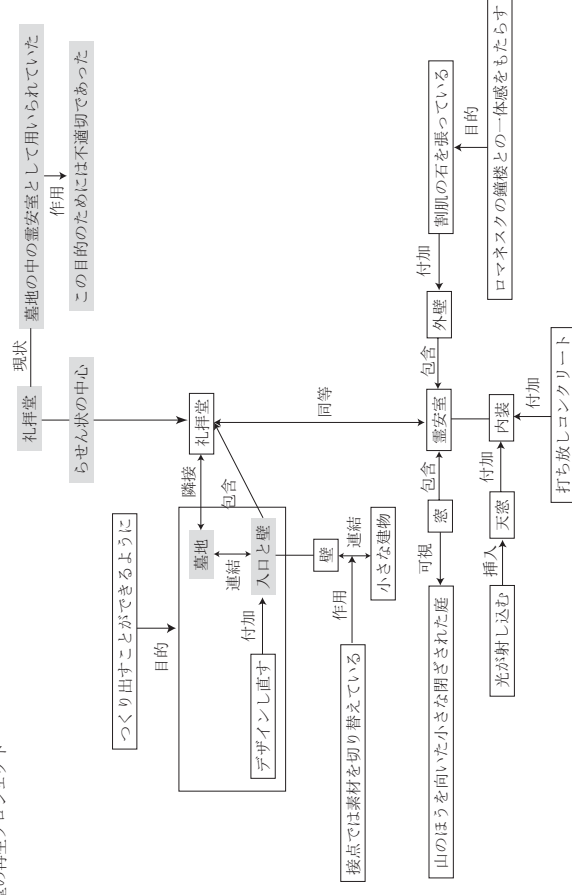 の再生プロジェクト
礼拝堂
現状
墓地の中の霊安室として用いられていた
作用
この目的のためには不適切であった
らせん状の中心
つくり出すことができるように
目的
墓地
隣接
礼拝堂
連結
包含
入口と壁
付加
デザインし直す
同等
壁
連結
小さな建物
作用
接点では素材を切り替えている
山のほうを向いた小さな閉ざされた庭
可視
窓
包含
霊安室
包含
外壁
付加
割肌の石を張っている
目的
ロマネスクの鐘楼との一体感をもたらす
光が射し込む
挿入
天窓
付加
内装
付加
打ち放しコンクリート